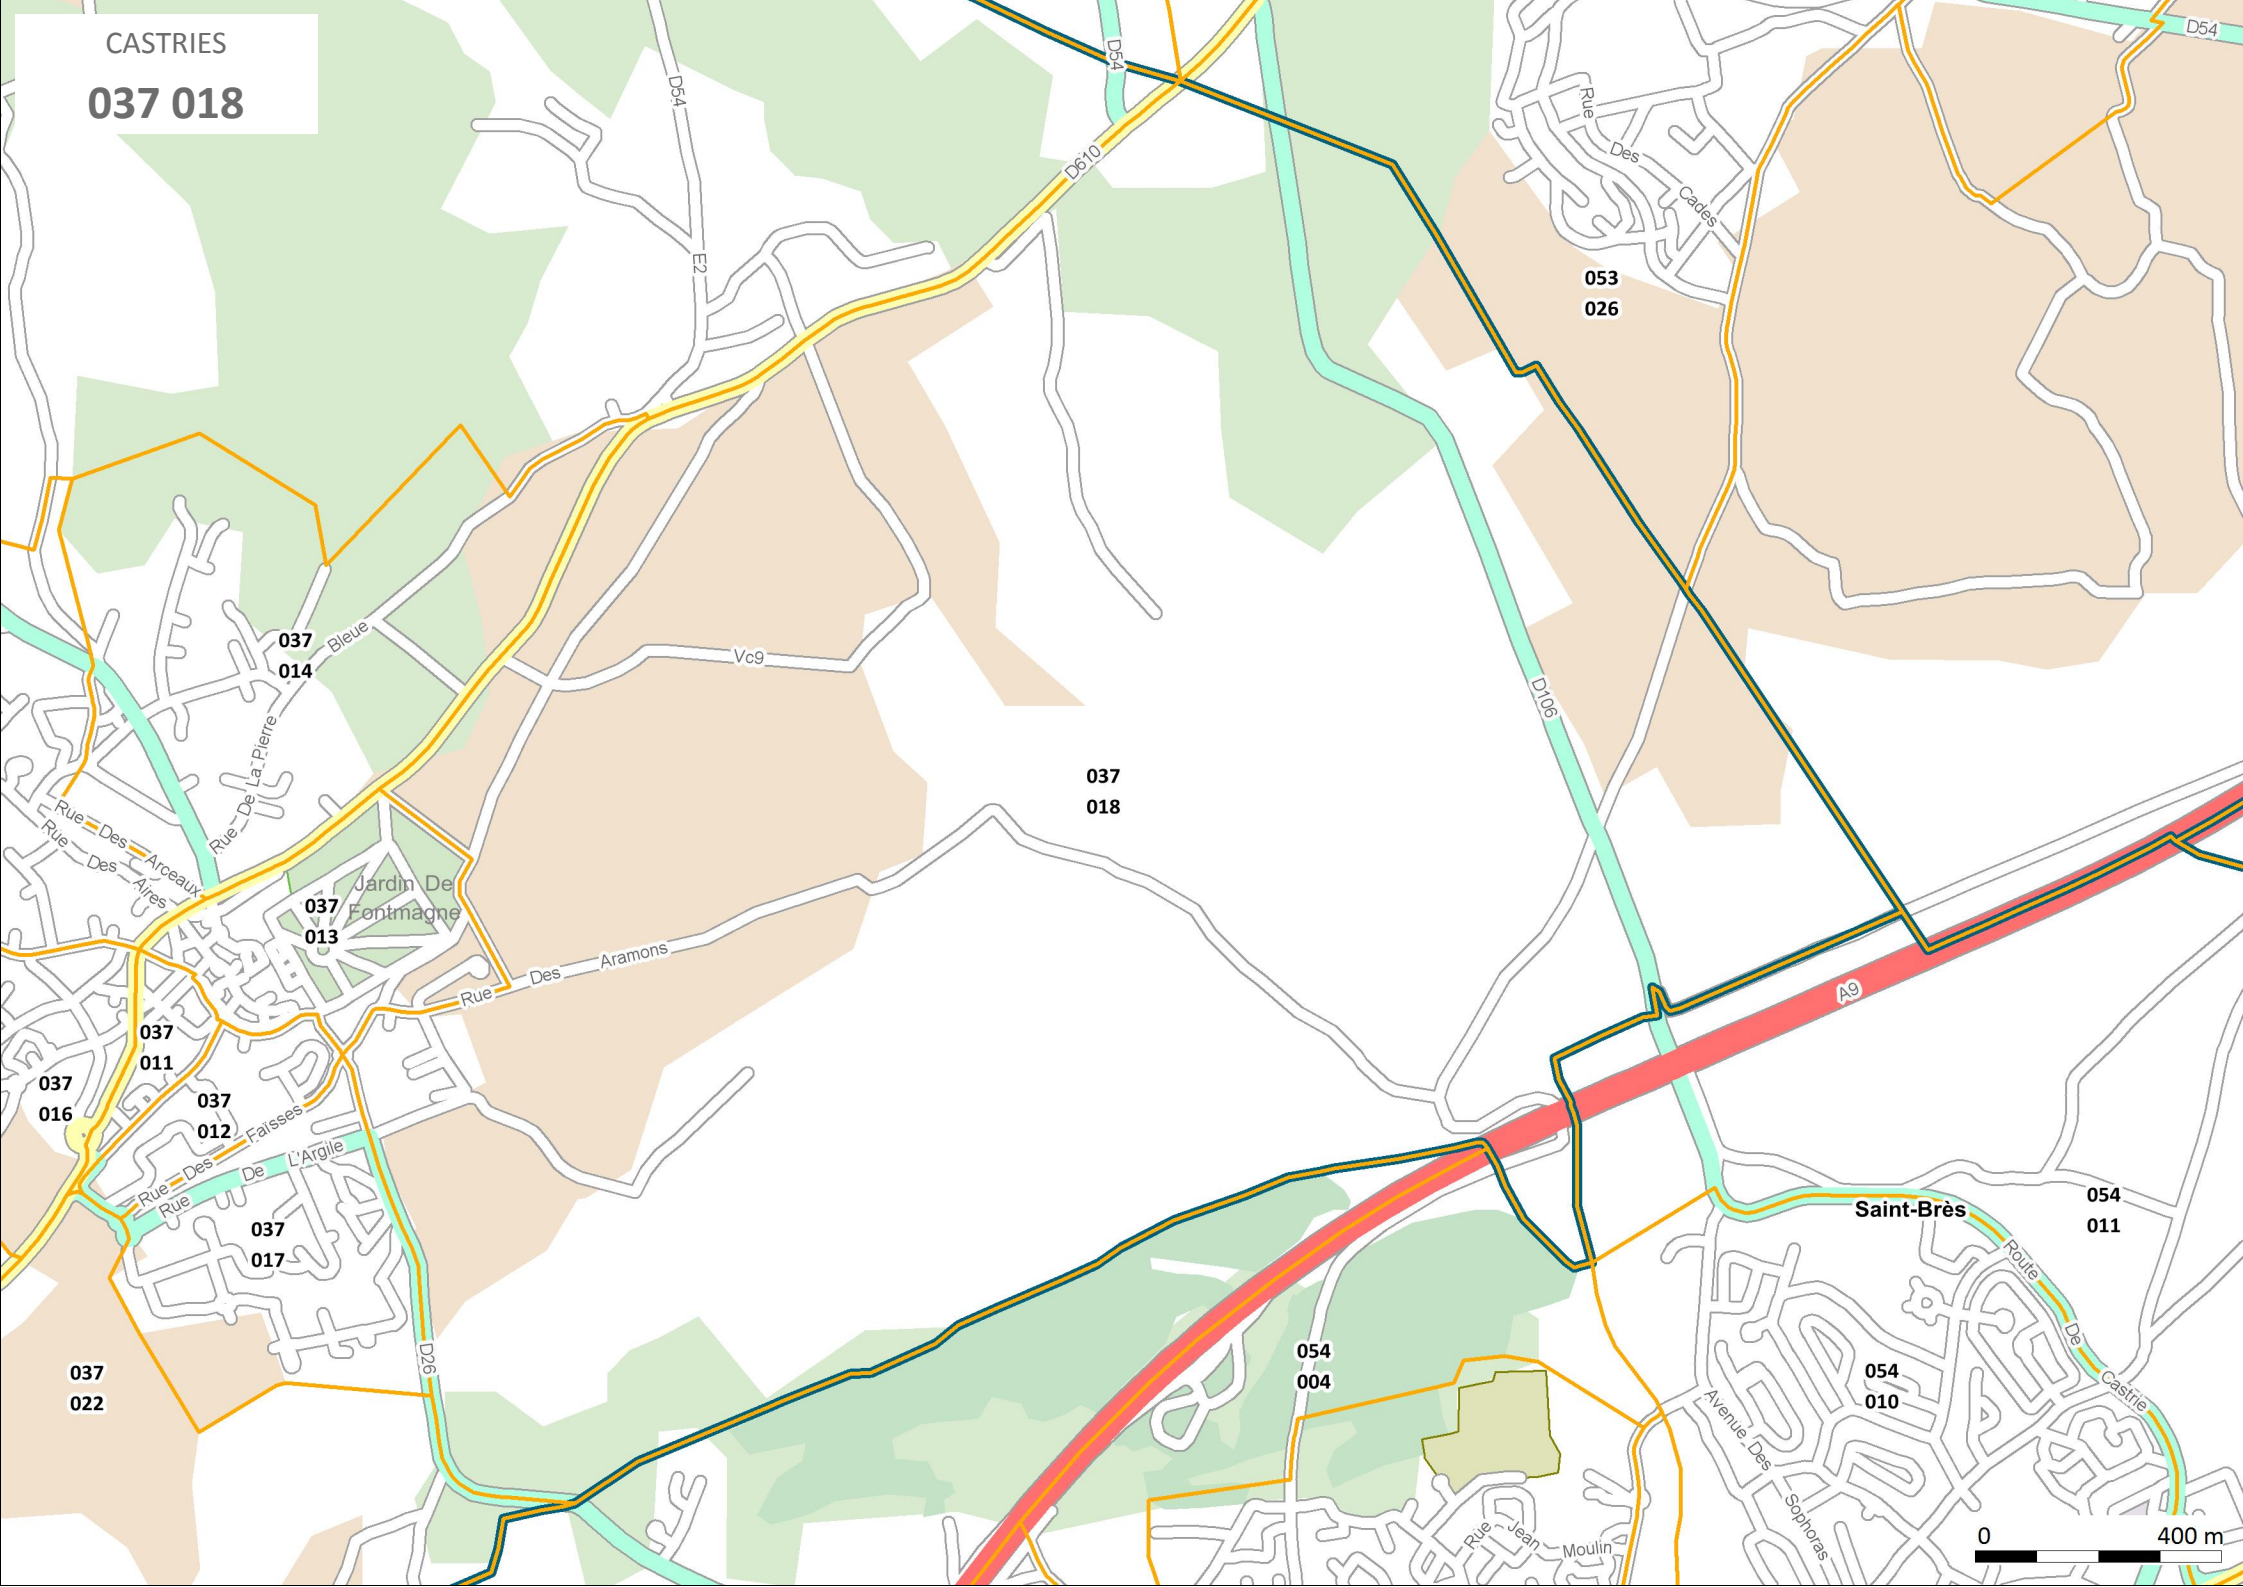 CASTRIES
037 018
D54
D54
D54
E2
D610
Rue
Des
Cades
053
026
037
014
Bleue
Vc9
D106
Rue De La Pierre
037
018
Rue Des Arceaux
Rue Des Aires
Jardin De
Fontmagne
037
013
Rue Des Aramons
A9
037
011
037
016
037
012
Rue Des Faïsses
Rue De L'Argile
037
017
054
011
Saint-Brès
Route De Castrie
037
022
D26
054
004
054
010
Avenue Des Sophoras
Rue Jean Moulin
0 400 m